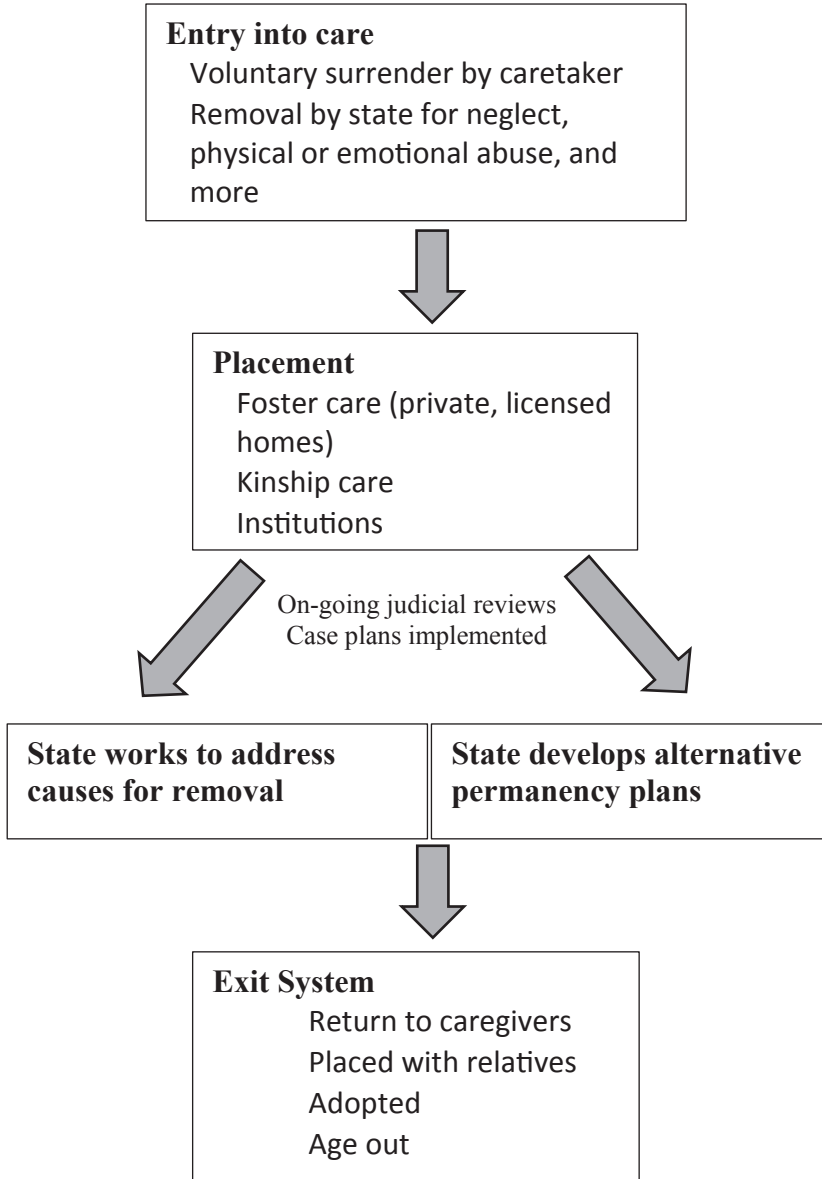 Entry into care
Voluntary surrender by caretaker
Removal by state for neglect,
physical or emotional abuse, and
more
Placement
Foster care (private, licensed
homes)
Kinship care
Institutions
On-going judicial reviews
Case plans implemented
State works to address
causes for removal
State develops alternative
permanency plans
Exit System
Return to caregivers
Placed with relatives
Adopted
Age out